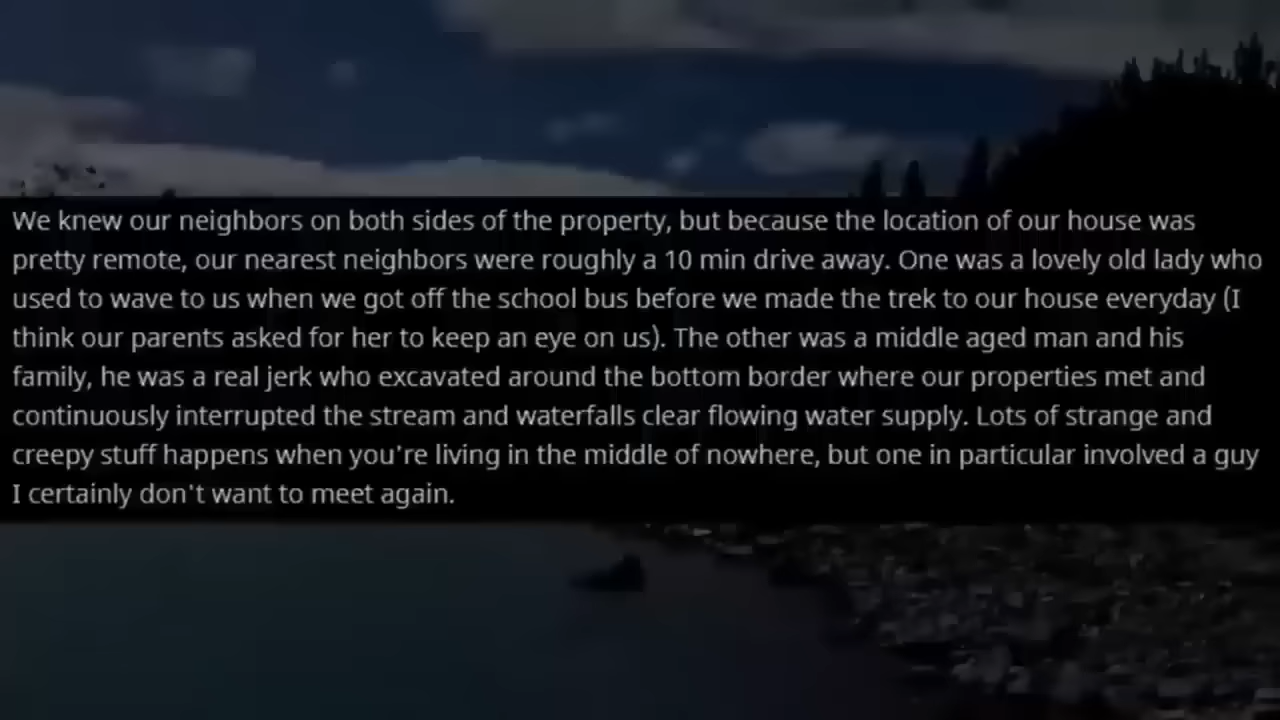 We knew our neighbors on both sides of the property, but because the location of our house was
pretty remote, our nearest neighbors were roughly a 10 min drive away. One was a lovely old lady who
used to wave to us when we got off the school bus before we made the trek to our house everyday (I
think our parents asked for her to keep an eye on us). The other was a middle aged man and his
family, he was a real jerk who excavated around the bottom border where our properties met and
continuously interrupted the stream and waterfalls clear flowing water supply. Lots of strange and
creepy stuff happens when you're living in the middle of nowhere, but one in particular involved a guy
I certainly don't want to meet again.